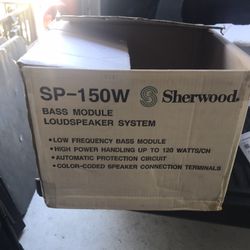 SP-150W S Sherwood
BASS MODULE
LOUDSPEAKER SYSTEM
• LOW FREQUENCY BASS MODULE
• HIGH POWER HANDLING UP TO 120 WATTS/CH
• AUTOMATIC PROTECTION CIRCUIT
• COLOR-CODED SPEAKER CONNECTION TERMINALS